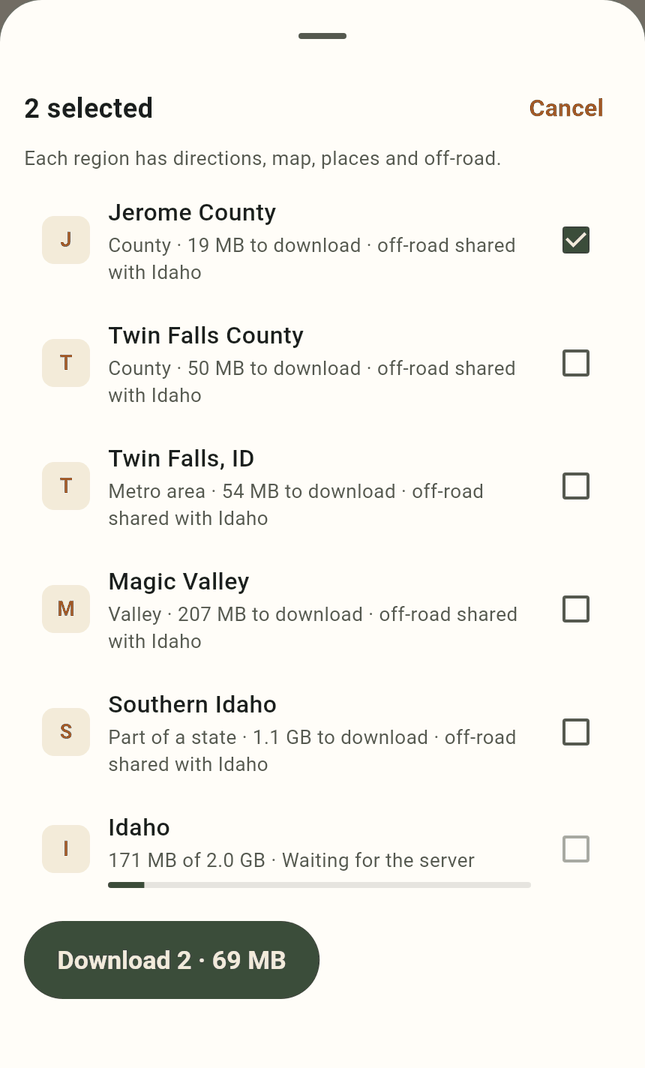 2 selected
Cancel
Each region has directions, map, places and off-road.
J
Jerome County
County · 19 MB to download · off-road shared
with Idaho
T
Twin Falls County
County · 50 MB to download · off-road shared
with Idaho
T
Twin Falls, ID
Metro area · 54 MB to download · off-road
shared with Idaho
M
Magic Valley
Valley · 207 MB to download · off-road shared
with Idaho
S
Southern Idaho
Part of a state · 1.1 GB to download · off-road
shared with Idaho
I
Idaho
171 MB of 2.0 GB · Waiting for the server
Download 2 · 69 MB